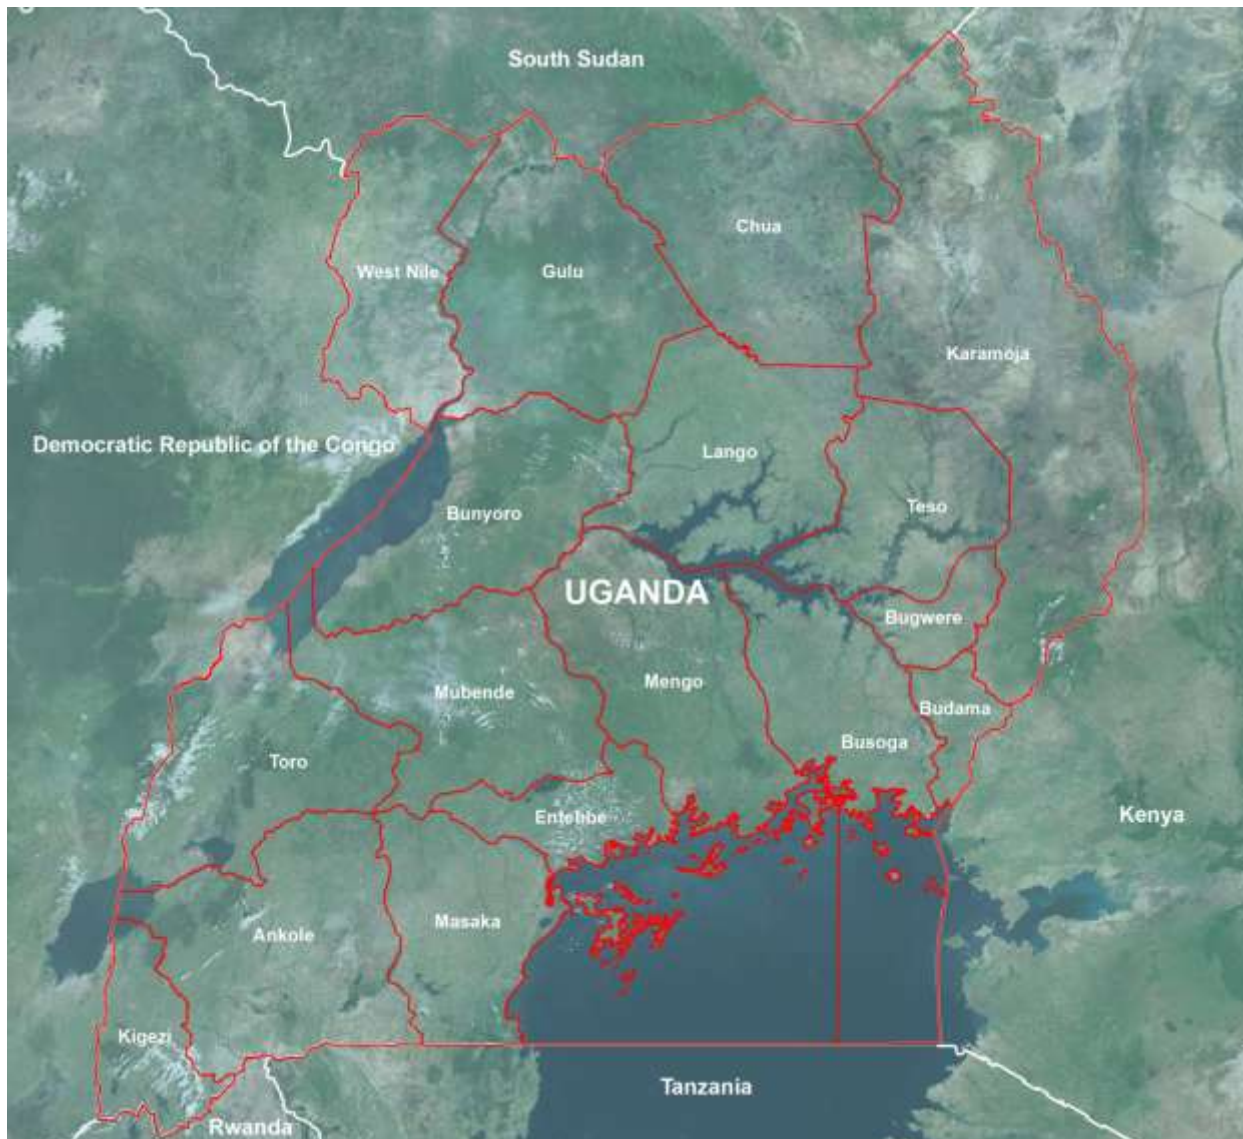 South Sudan
Chua
West Nile
Gulu
Karamoja
Democratic Republic of the Congo
Lango
Teso
Bunyoro
UGANDA
Bugwere
Mengo
Mubende
Budama
Busoga
Toro
Entebbe
Kenya
Masaka
Ankole
Kigezi
Tanzania
Rwanda